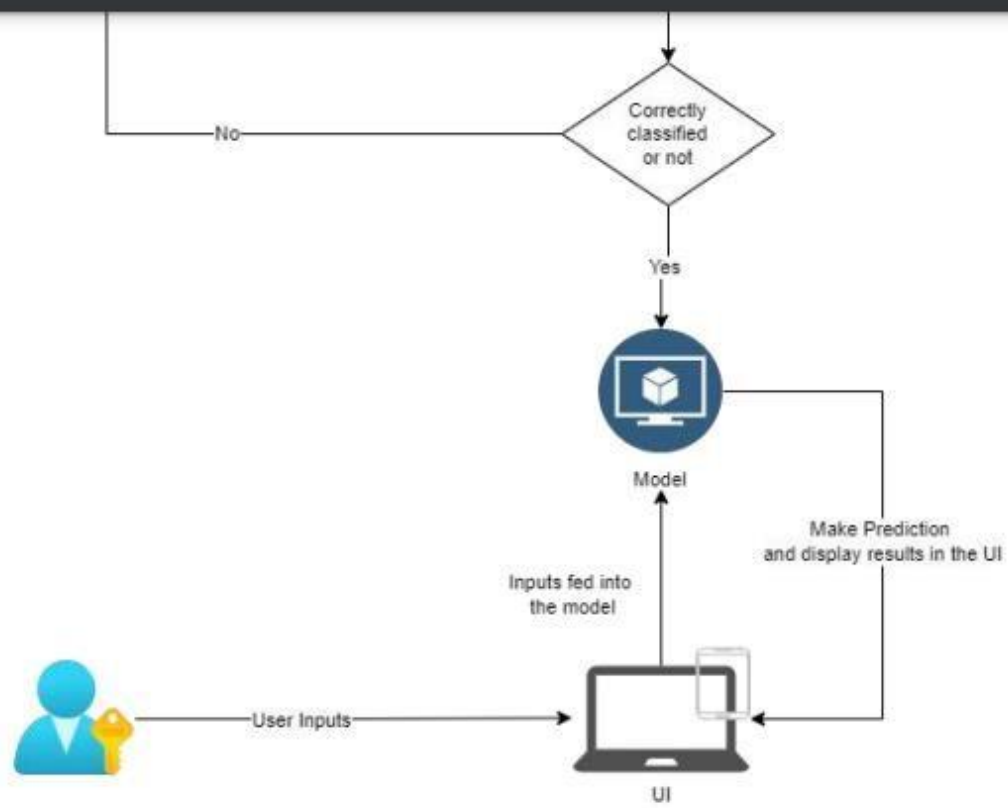 Correctly
classified
or not
No
Yes
Model
Make Prediction
and display results in the UI
Inputs fed into
the model
User Inputs
UI